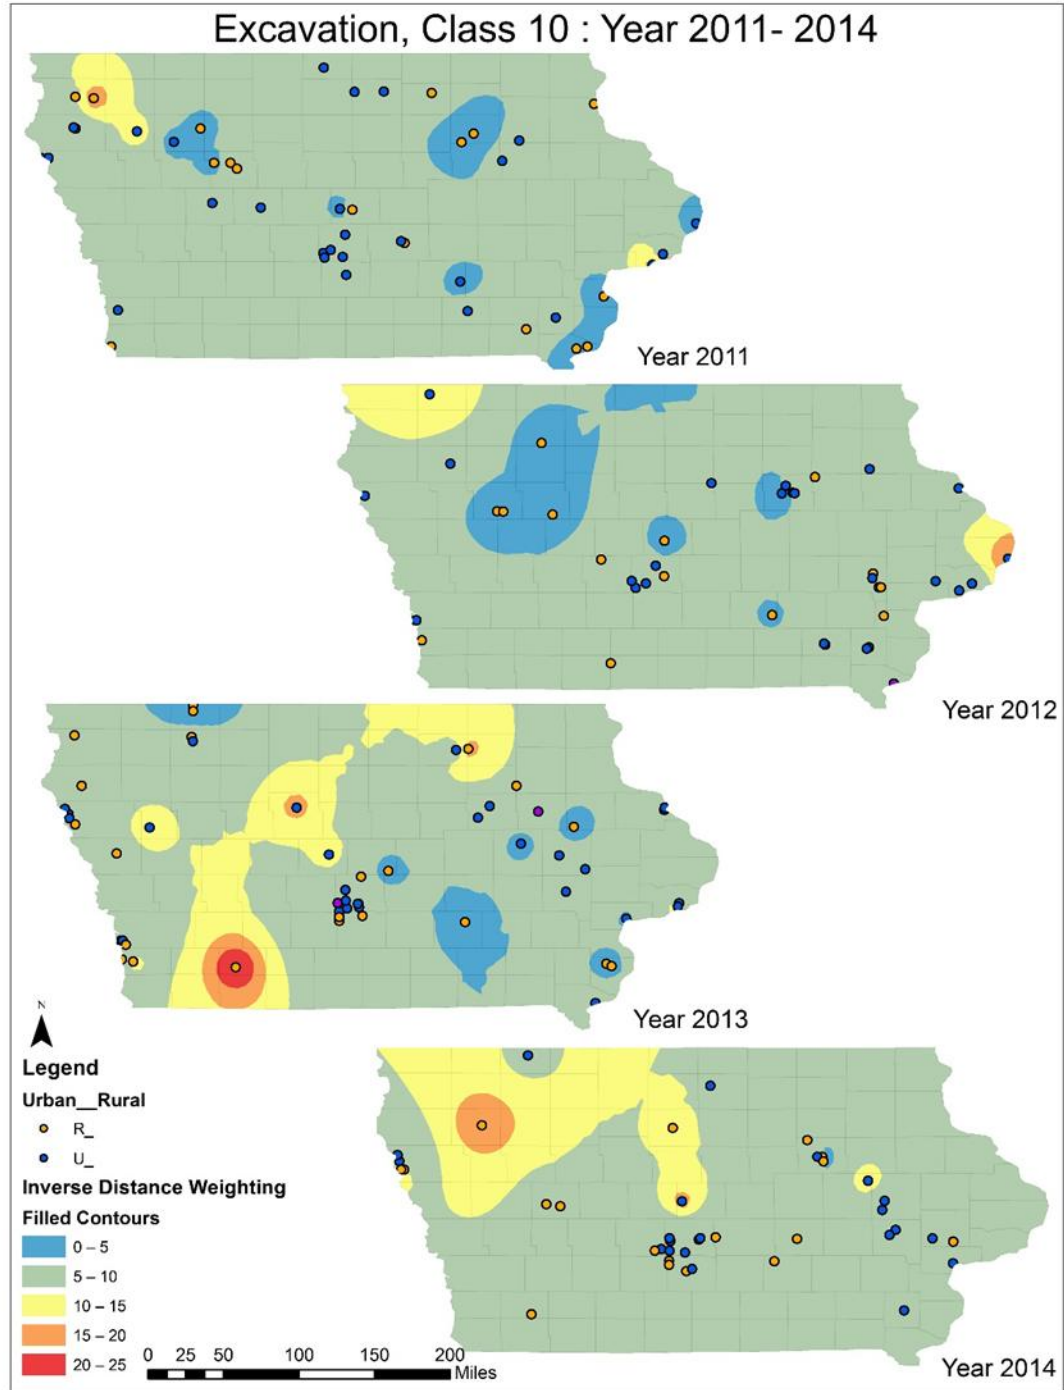 Excavation, Class 10 : Year 2011- 2014
Year 2011
Year 2012
Year 2013
N
Legend
Urban__Rural
R_
U_
Inverse Distance Weighting
Filled Contours
0 – 5
5 – 10
10 – 15
15 – 20
20 – 25
0 25 50 100 150 200
Miles
Year 2014